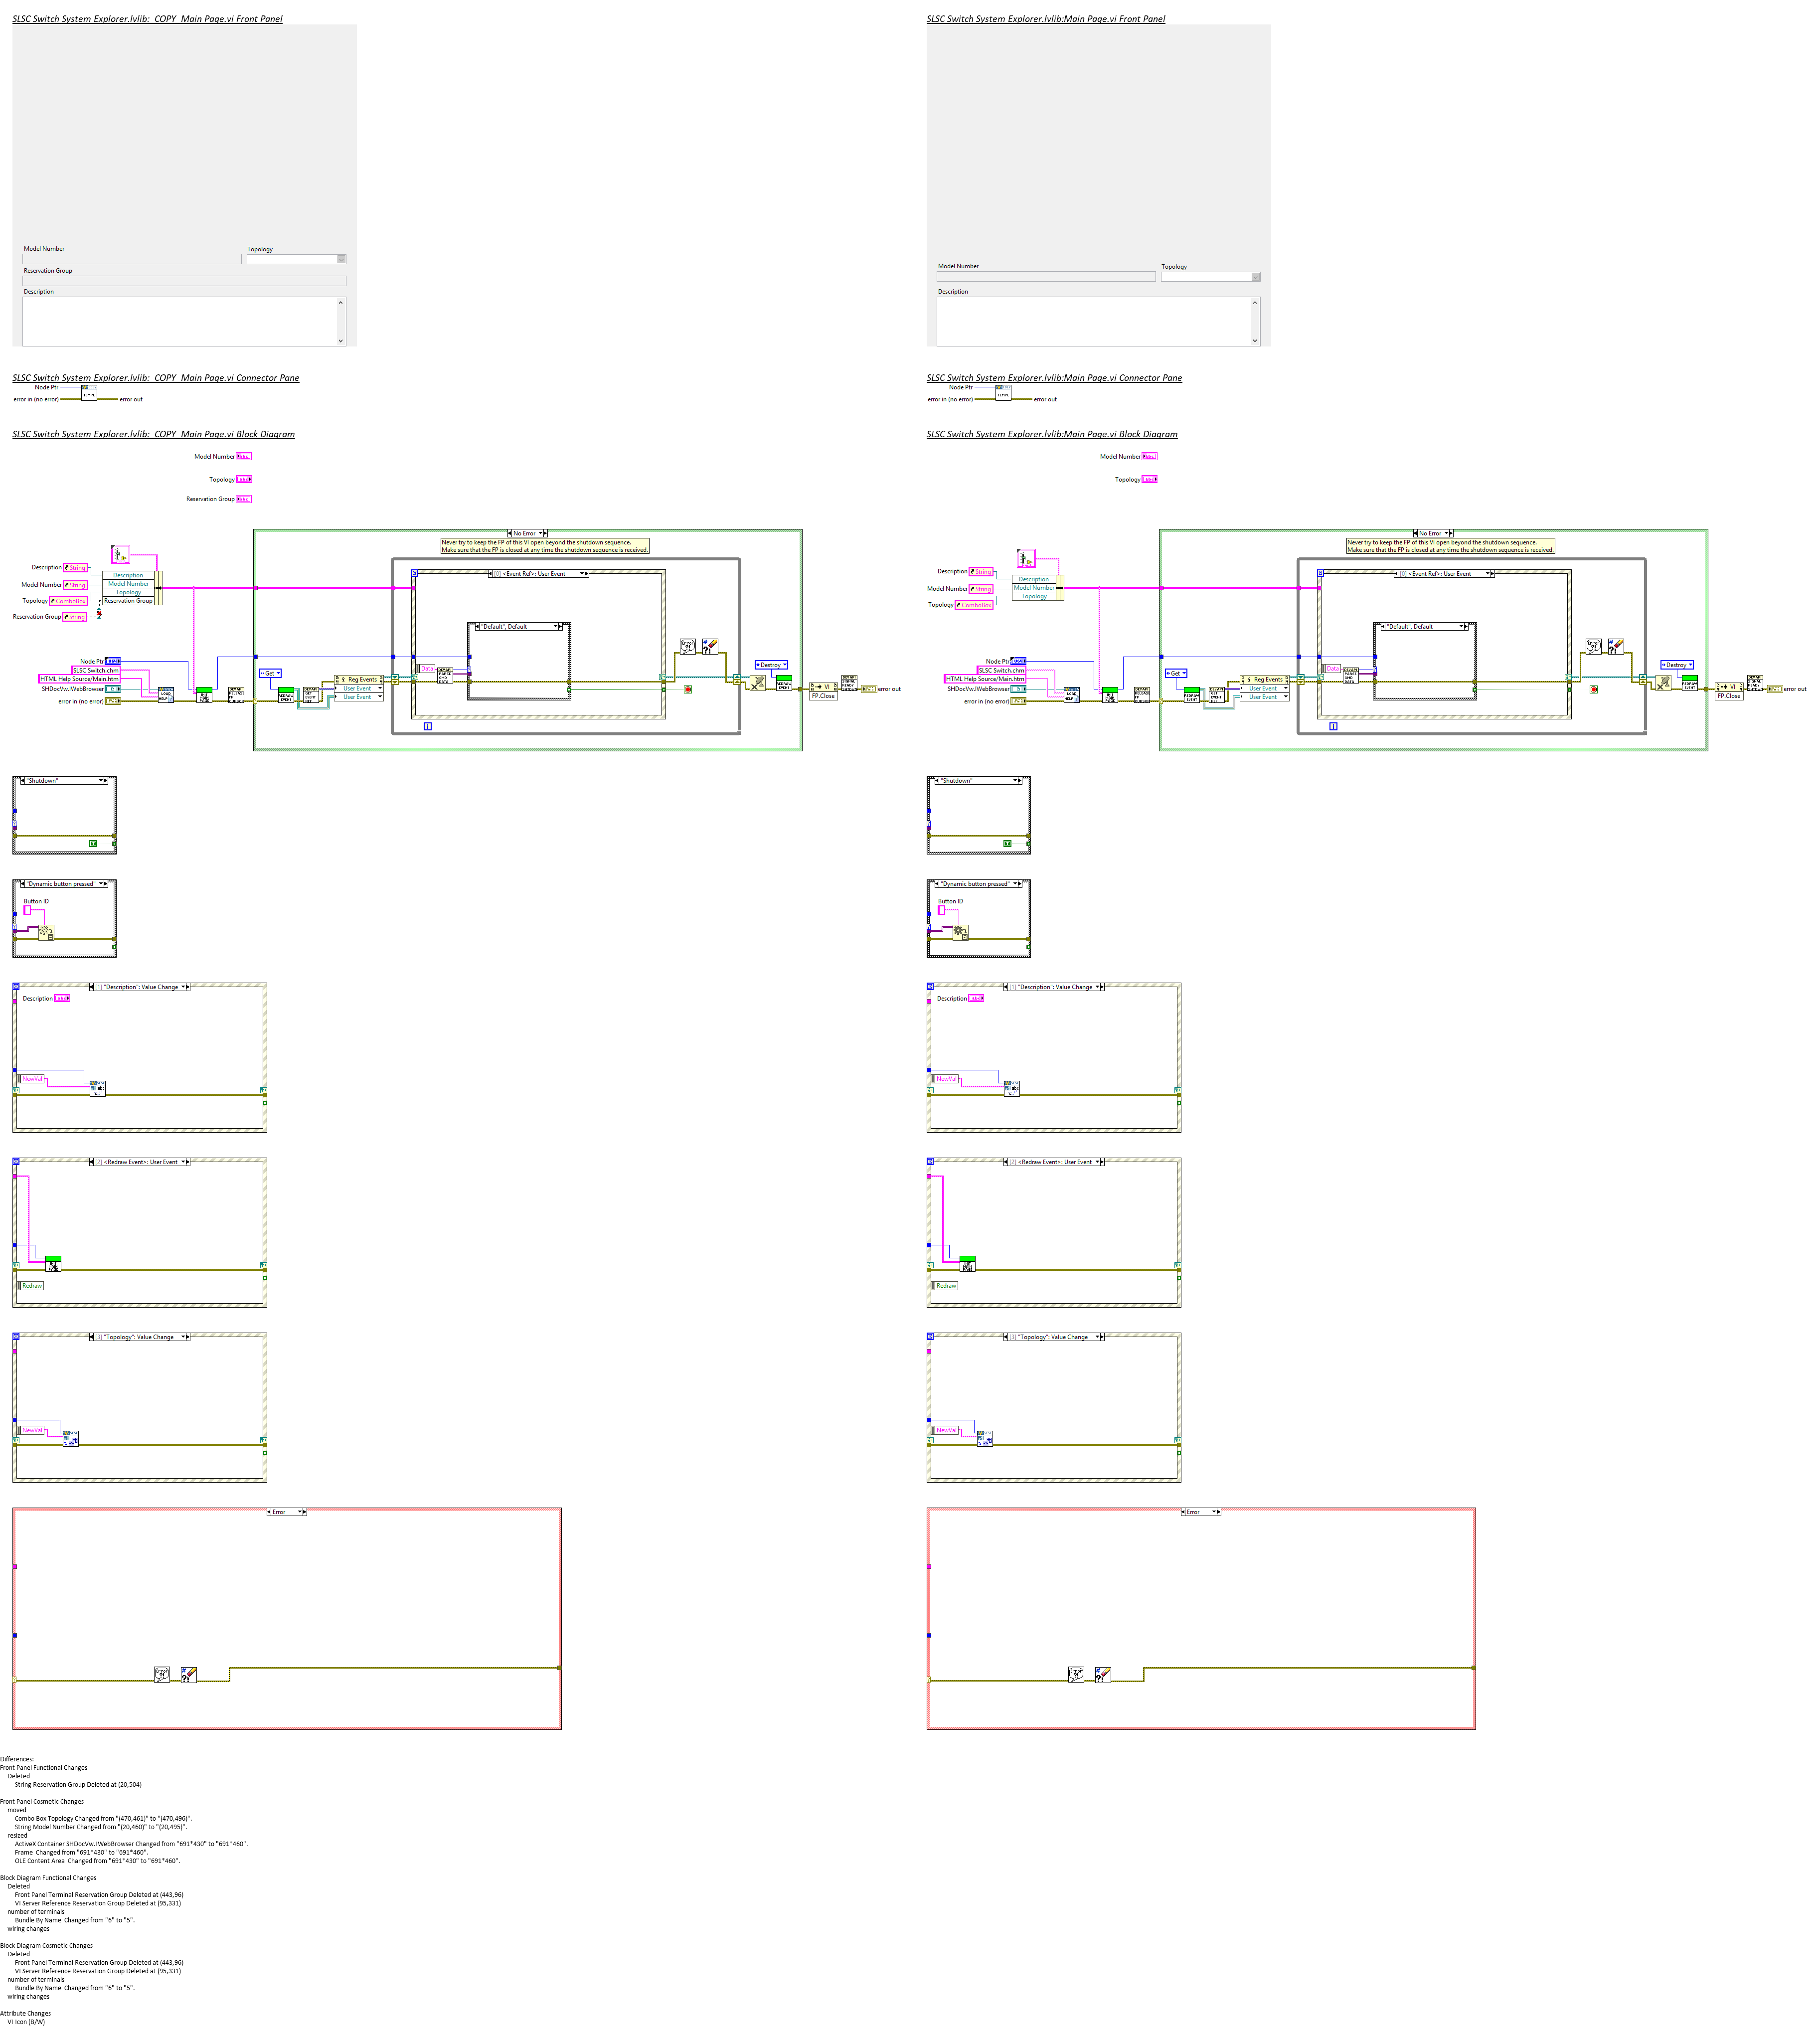 SLSC Switch System Explorer.lvlib:_COPY_Main Page.vi Front Panel
Model Number
Topology
Reservation Group
Description
SLSC Switch System Explorer.lvlib:_COPY_Main Page.vi Connector Pane
Node Ptr
TEMPL
error in (no error)
error out
SLSC Switch System Explorer.lvlib:_COPY_Main Page.vi Block Diagram
Model Number
Topology
Reservation Group
No Error
Never try to keep the FP of this VI open beyond the shutdown sequence.
Make sure that the FP is closed at any time the shutdown sequence is received.
[0] <Event Ref>: User Event
Description String
Model Number String
Topology ComboBox
Reservation Group String
Description
Model Number
Topology
Reservation Group
"Default", Default
Node Ptr
SLSC Switch.chm
HTML Help Source/Main.htm
SHDocVw.IWebBrowser
error in (no error)
Get
Reg Events
User Event
User Event
Data
Destroy
VI
FP.Close
error out
"Shutdown"
"Dynamic button pressed"
Button ID
[1] "Description": Value Change
Description
NewVal
[2] <Redraw Event>: User Event
Redraw
[3] "Topology": Value Change
NewVal
Error
SLSC Switch System Explorer.lvlib:Main Page.vi Front Panel
Model Number
Topology
Description
SLSC Switch System Explorer.lvlib:Main Page.vi Connector Pane
Node Ptr
TEMPL
error in (no error)
error out
SLSC Switch System Explorer.lvlib:Main Page.vi Block Diagram
Model Number
Topology
No Error
Never try to keep the FP of this VI open beyond the shutdown sequence.
Make sure that the FP is closed at any time the shutdown sequence is received.
[0] <Event Ref>: User Event
Description String
Model Number String
Topology ComboBox
Description
Model Number
Topology
"Default", Default
Node Ptr
SLSC Switch.chm
HTML Help Source/Main.htm
SHDocVw.IWebBrowser
error in (no error)
Get
Reg Events
User Event
User Event
Data
Destroy
VI
FP.Close
error out
"Shutdown"
"Dynamic button pressed"
Button ID
[1] "Description": Value Change
Description
NewVal
[2] <Redraw Event>: User Event
Redraw
[3] "Topology": Value Change
NewVal
Error
Differences:
Front Panel Functional Changes
Deleted
String Reservation Group Deleted at (20,504)
Front Panel Cosmetic Changes
moved
Combo Box Topology Changed from "(470,461)" to "(470,496)".
String Model Number Changed from "(20,460)" to "(20,495)".
resized
ActiveX Container SHDocVw.IWebBrowser Changed from "691*430" to "691*460".
Frame  Changed from "691*430" to "691*460".
OLE Content Area  Changed from "691*430" to "691*460".
Block Diagram Functional Changes
Deleted
Front Panel Terminal Reservation Group Deleted at (443,96)
VI Server Reference Reservation Group Deleted at (95,331)
number of terminals
Bundle By Name  Changed from "6" to "5".
wiring changes
Block Diagram Cosmetic Changes
Deleted
Front Panel Terminal Reservation Group Deleted at (443,96)
VI Server Reference Reservation Group Deleted at (95,331)
number of terminals
Bundle By Name  Changed from "6" to "5".
wiring changes
Attribute Changes
VI Icon (B/W)